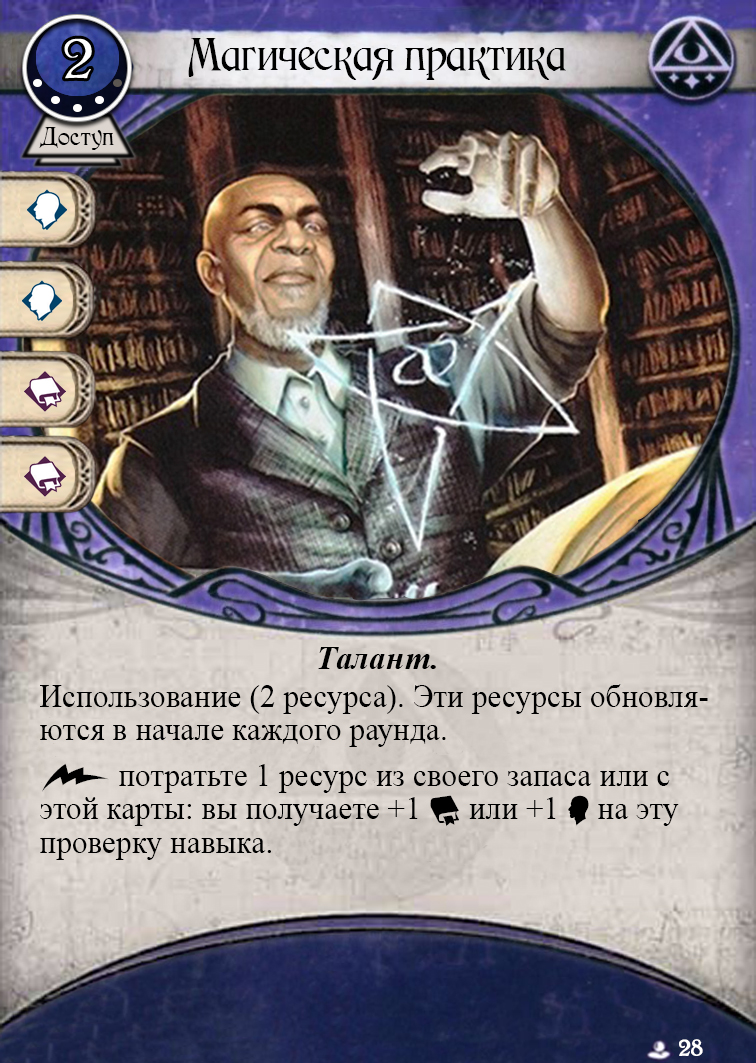 2
Магическая практика
Доступ
Талант.
Использование (2 ресурса). Эти ресурсы обновля-
ются в начале каждого раунда.
потратьте 1 ресурс из своего запаса или с
этой карты: вы получаете +1 или +1 на эту
проверку навыка.
28